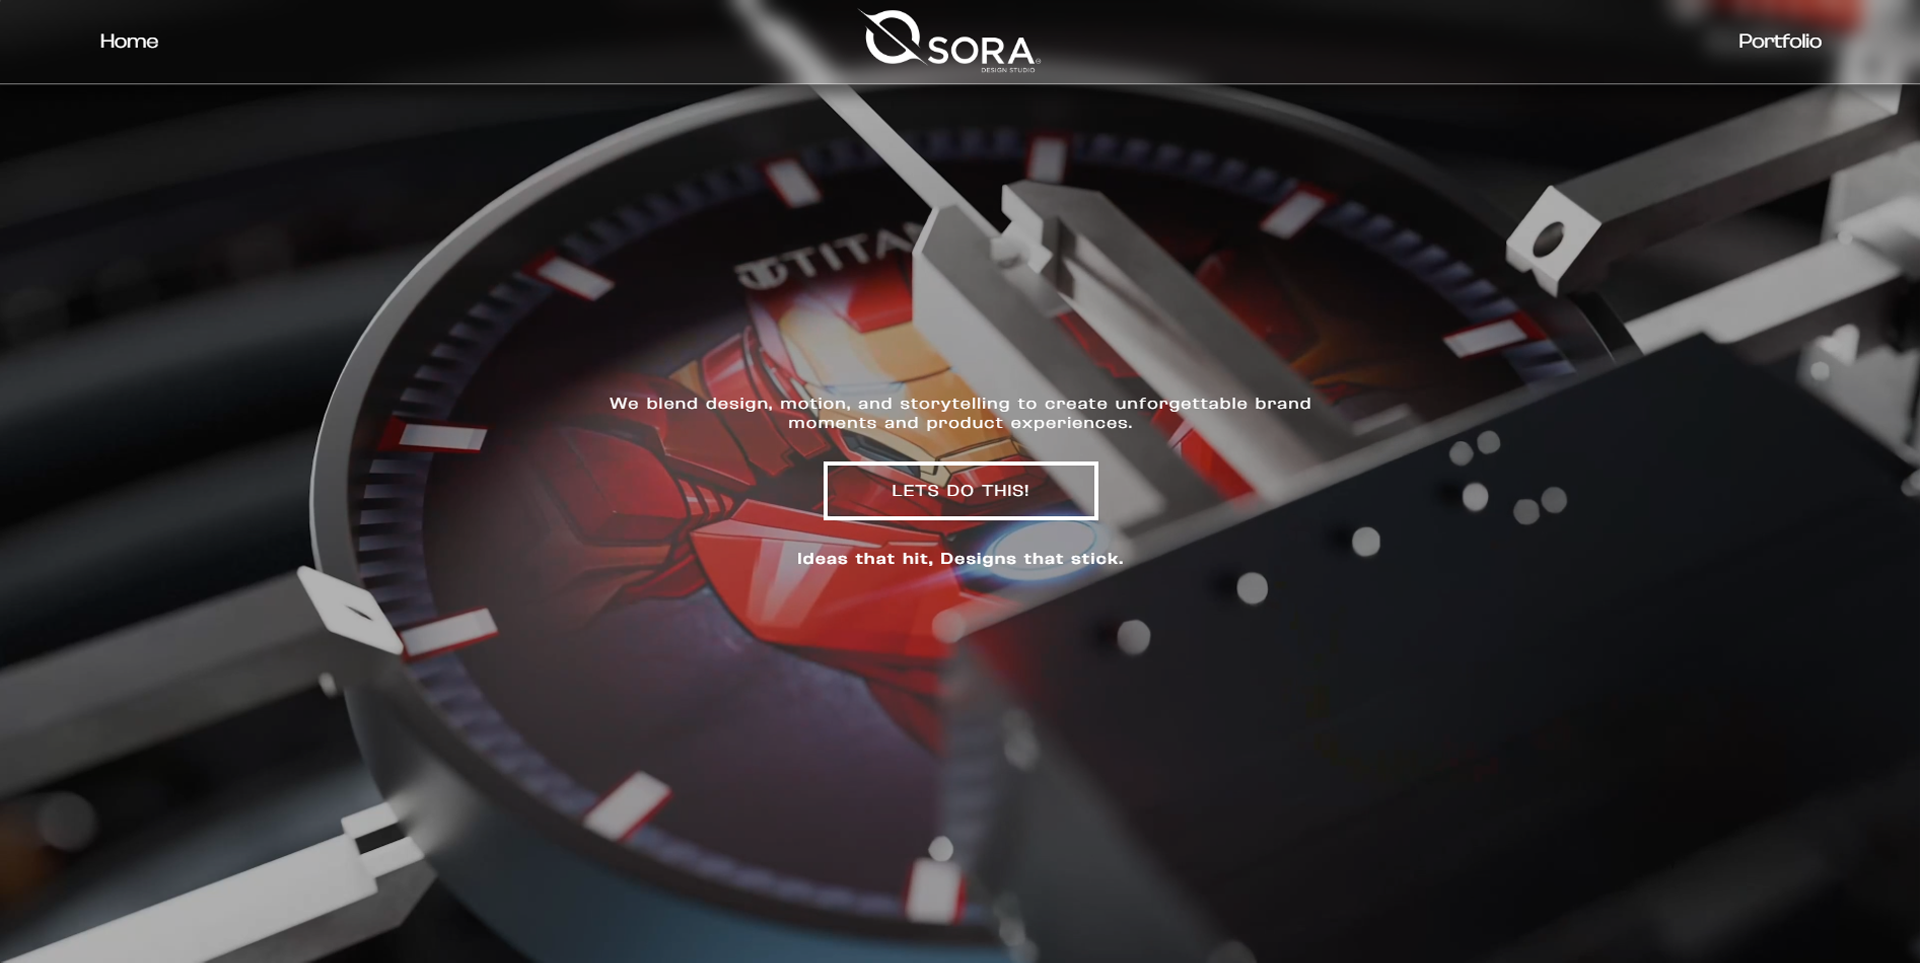 Home
SORA
DESIGN STUDIO
Portfolio
TITAN
We blend design, motion, and storytelling to create unforgettable brand
moments and product experiences.
LETS DO THIS!
Ideas that hit, Designs that stick.